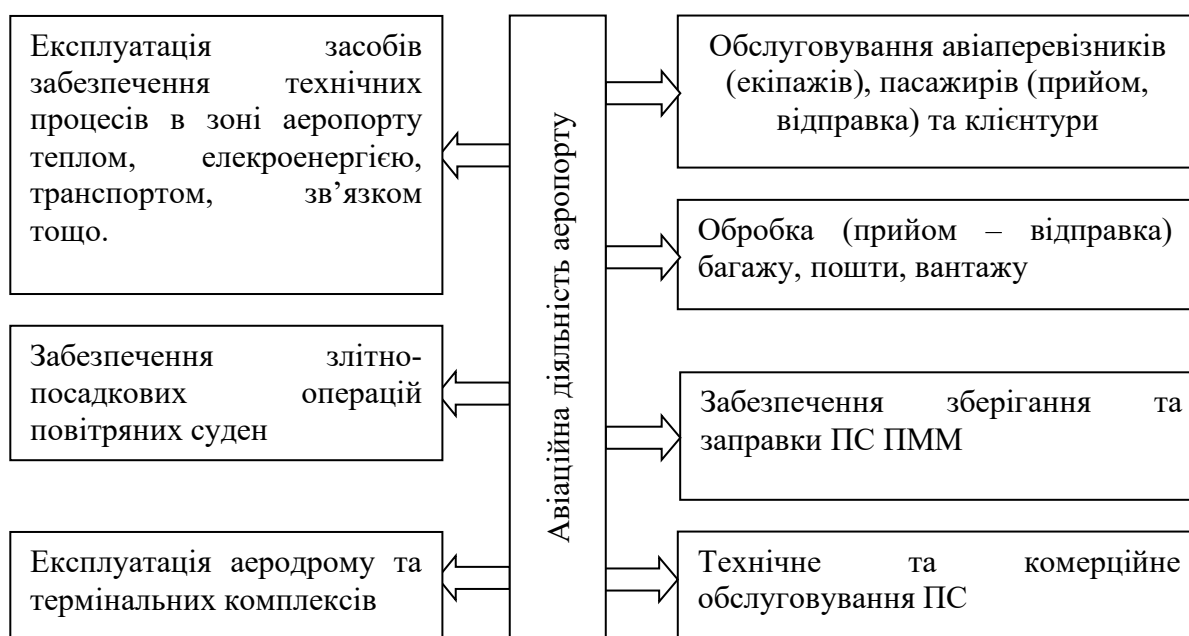 Експлуатація засобів
забезпечення технічних
процесів в зоні аеропорту
теплом, елекроенергією,
транспортом, зв’язком
тощо.
Забезпечення злітно-
посадкових операцій
повітряних суден
Експлуатація аеродрому та
термінальних комплексів
Авіаційна діяльність аеропорту
Обслуговування авіаперевізників
(екіпажів), пасажирів (прийом,
відправка) та клієнтури
Обробка (прийом – відправка)
багажу, пошти, вантажу
Забезпечення зберігання та
заправки ПС ПММ
Технічне та комерційне
обслуговування ПС